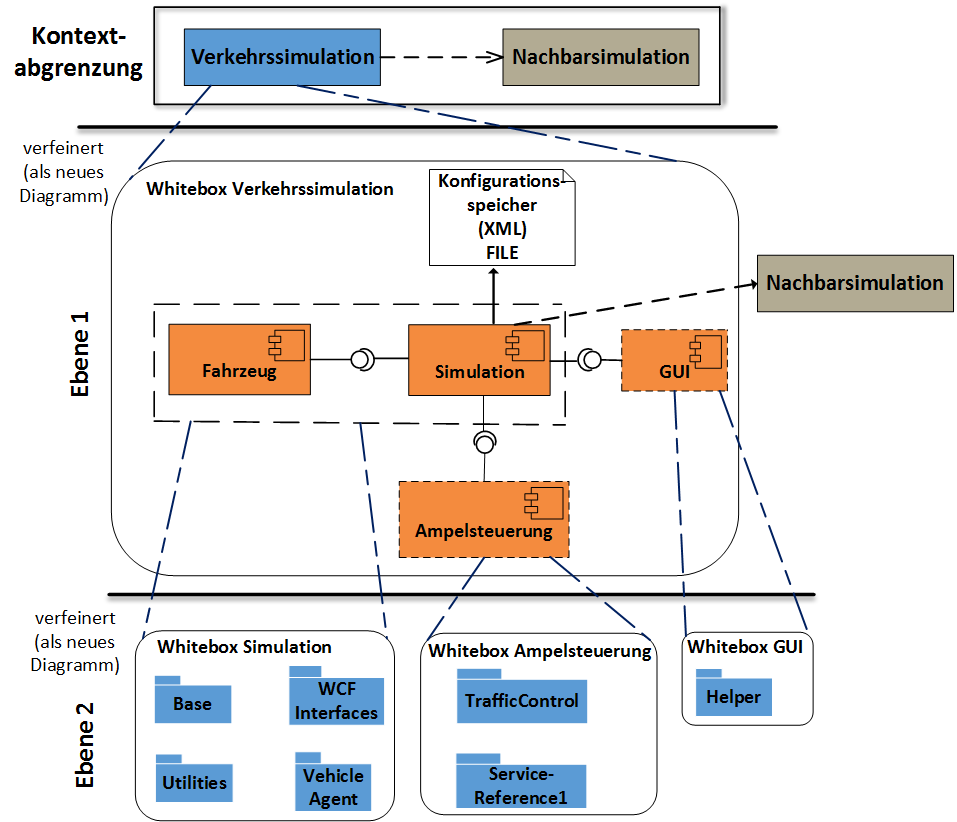 Kontext-
abgrenzung
Verkehrssimulation
Nachbarsimulation
verfeinert
(als neues
Diagramm)
Ebene 1
Whitebox Verkehrssimulation
Konfigurations-
speicher
(XML)
FILE
Nachbarsimulation
Fahrzeug
Simulation
GUI
Ampelsteuerung
verfeinert
(als neues
Diagramm)
Ebene 2
Whitebox Simulation
Base
WCF
Interfaces
Utilities
Vehicle
Agent
Whitebox Ampelsteuerung
TrafficControl
Service-
Reference1
Whitebox GUI
Helper